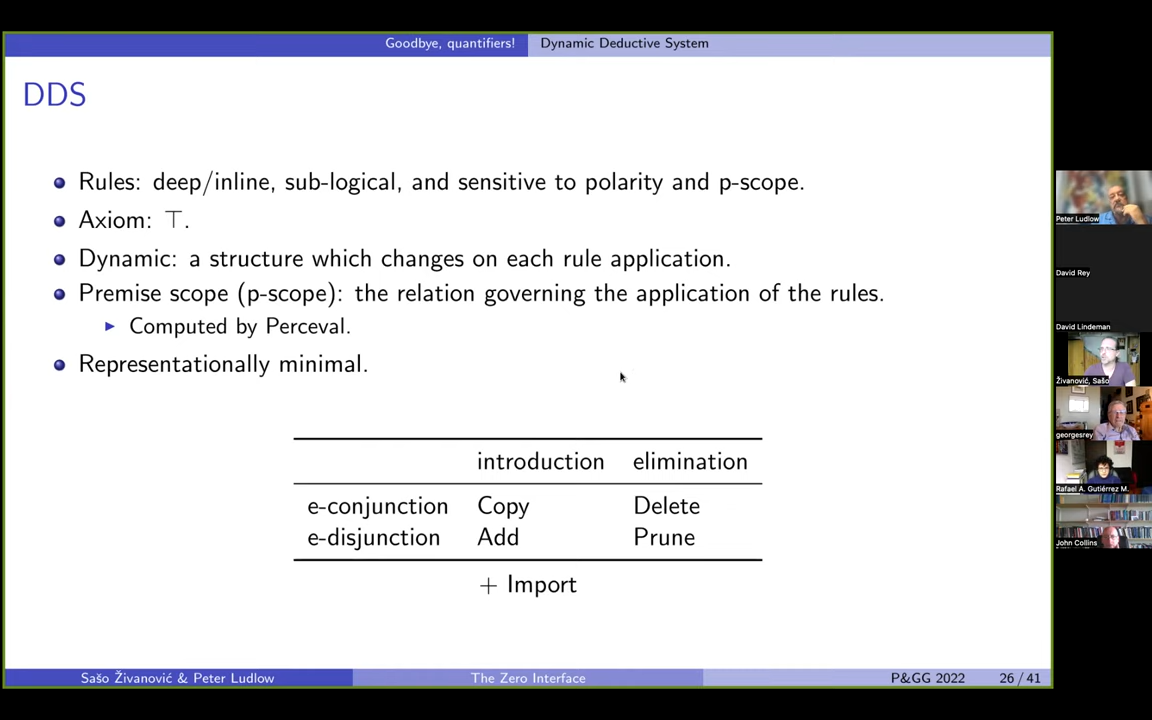 Goodbye, quantifiers! Dynamic Deductive System
DDS
Rules: deep/inline, sub-logical, and sensitive to polarity and p-scope.
Axiom: ⊤.
Dynamic: a structure which changes on each rule application.
Premise scope (p-scope): the relation governing the application of the rules.
Computed by Perceval.
Representationally minimal.
introduction elimination
e-conjunction Copy Delete
e-disjunction Add Prune
+ Import
Sašo Živanović & Peter Ludlow The Zero Interface P&GG 2022 26 / 41
Peter Ludlow
David Rey
David Lindeman
Živanović, Sašo
georgesrey
Rafael A. Gutiérrez M.
John Collins